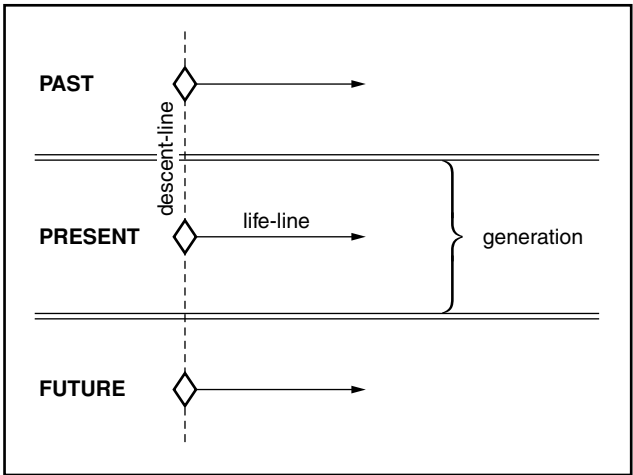 PAST
descent-line
life-line
PRESENT
generation
FUTURE